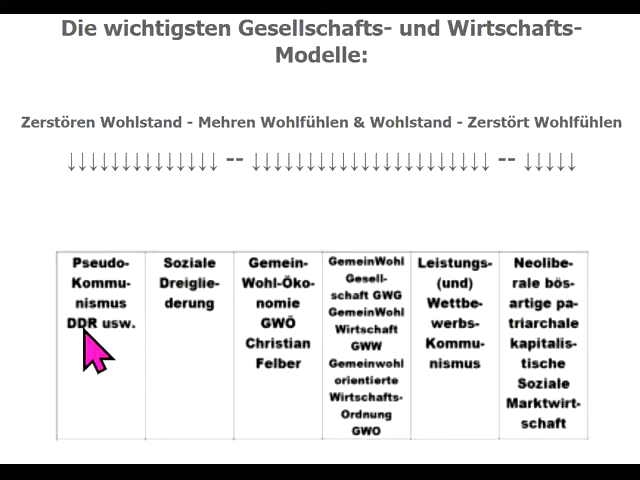 Die wichtigsten Gesellschafts- und Wirtschafts-
Modelle:
Zerstören Wohlstand - Mehren Wohlfühlen & Wohlstand - Zerstört Wohlfühlen
↓↓↓↓↓↓↓↓↓↓↓↓↓↓ -- ↓↓↓↓↓↓↓↓↓↓↓↓↓↓↓↓↓↓↓↓↓↓ -- ↓↓↓↓↓
Pseudo-
Kommu-
nismus
DDR usw.
Soziale
Dreiglie-
derung
Gemein-
Wohl-Öko-
nomie
GWÖ
Christian
Felber
GemeinWohl
Gesell-
schaft GWG
GemeinWohl
Wirtschaft
GWW
Gemeinwohl
orientierte
Wirtschafts-
Ordnung
GWO
Leistungs-
(und)
Wettbe-
werbs-
Kommu-
nismus
Neolibe-
rale bös-
artige pa-
triarchale
kapitalis-
tische
Soziale
Marktwirt-
schaft